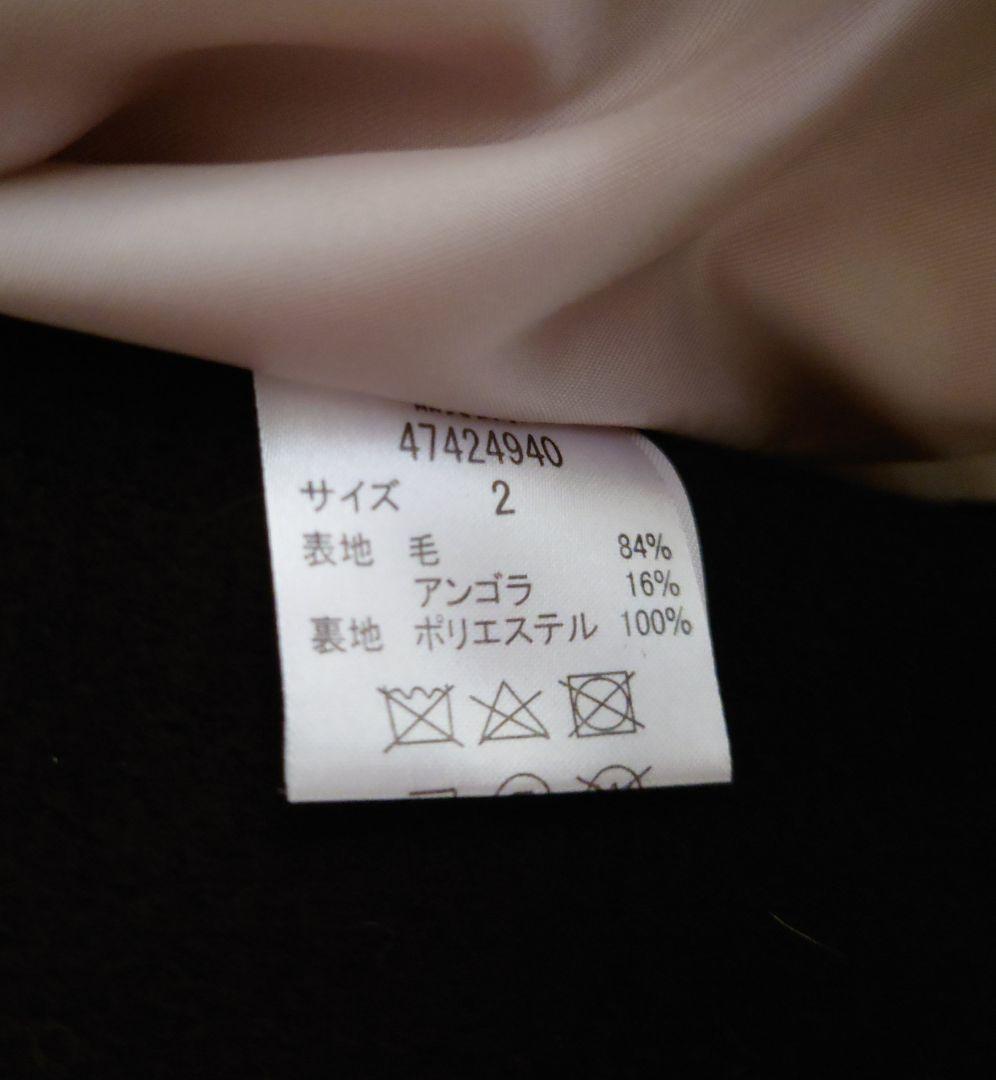 47424940
サイズ 2
表地 毛 84%
アンゴラ 16%
裏地 ポリエステル 100%